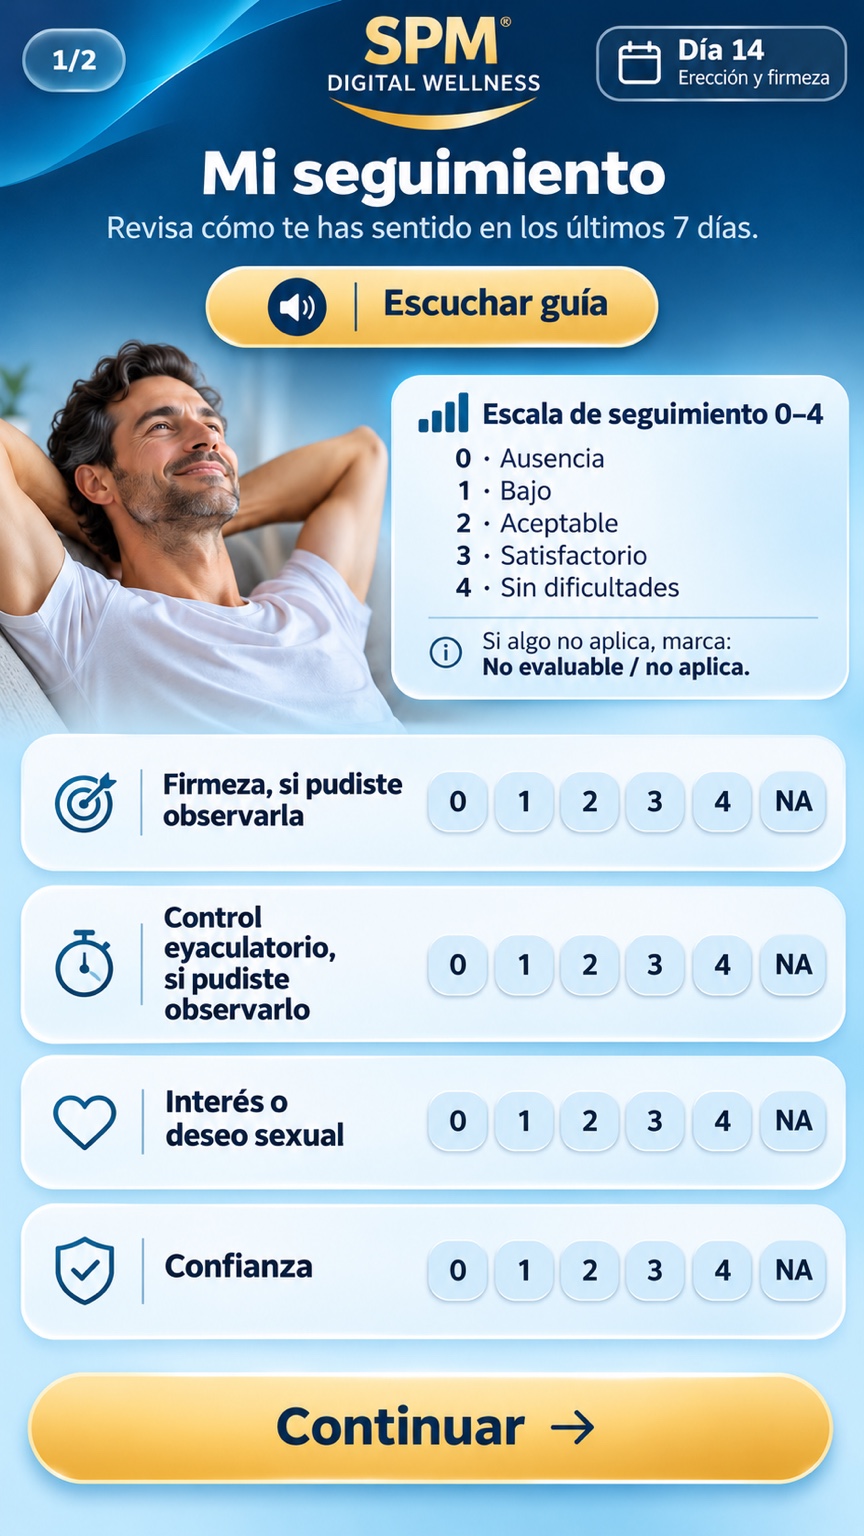 1/2
SPM®
DIGITAL WELLNESS
Día 14
Erección y firmeza
Mi seguimiento
Revisa cómo te has sentido en los últimos 7 días.
Escuchar guía
Escala de seguimiento 0–4
0 · Ausencia
1 · Bajo
2 · Aceptable
3 · Satisfactorio
4 · Sin dificultades
Si algo no aplica, marca:
No evaluable / no aplica.
Firmeza, si pudiste
observarla
0 1 2 3 4 NA
Control
eyaculatorio,
si pudiste
observarlo
0 1 2 3 4 NA
Interés o
deseo sexual
0 1 2 3 4 NA
Confianza
0 1 2 3 4 NA
Continuar →